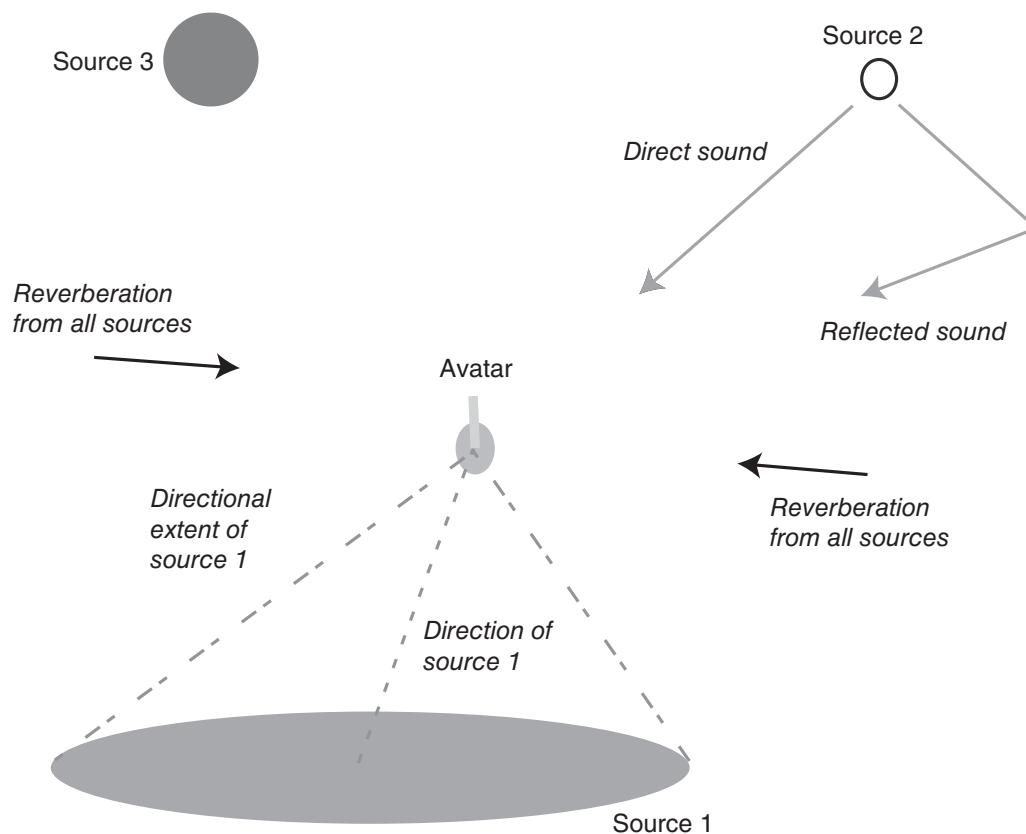 Source 2
Source 3
Direct sound
Reverberation
from all sources
Reflected sound
Avatar
Directional
extent of
source 1
Reverberation
from all sources
Direction of
source 1
Source 1